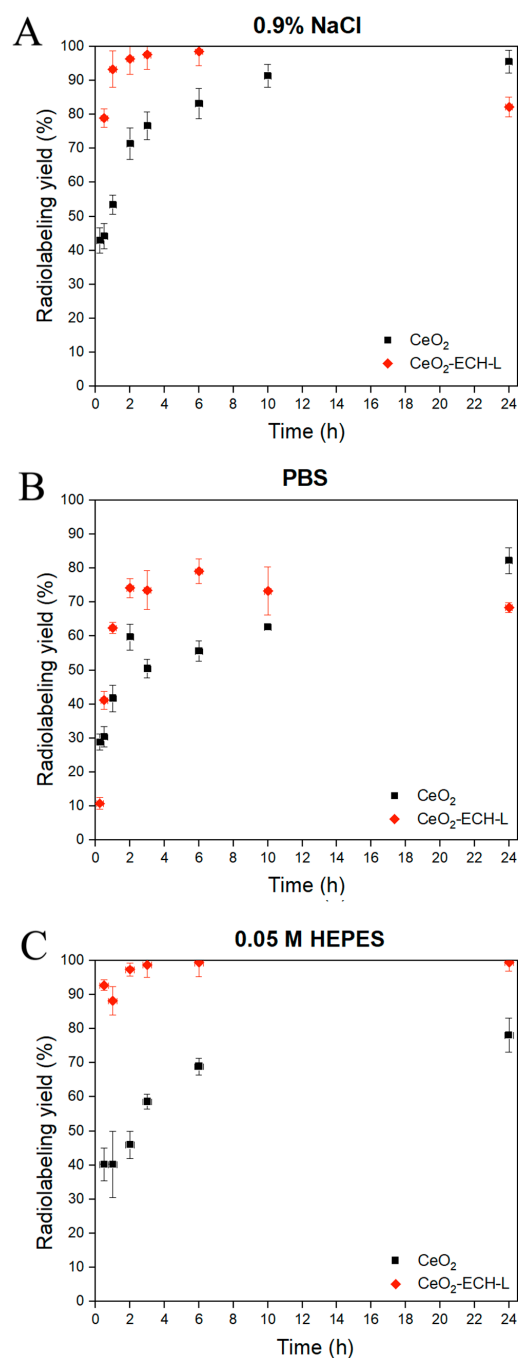 A
0.9% NaCl
Radiolabeling yield (%)
100
90
80
70
60
50
40
30
20
10
0
CeO2
CeO2-ECH-L
0 2 4 6 8 10 12 14 16 18 20 22 24
Time (h)
B
PBS
Radiolabeling yield (%)
100
90
80
70
60
50
40
30
20
10
0
CeO2
CeO2-ECH-L
0 2 4 6 8 10 12 14 16 18 20 22 24
Time (h)
C
0.05 M HEPES
Radiolabeling yield (%)
100
90
80
70
60
50
40
30
20
10
0
CeO2
CeO2-ECH-L
0 2 4 6 8 10 12 14 16 18 20 22 24
Time (h)